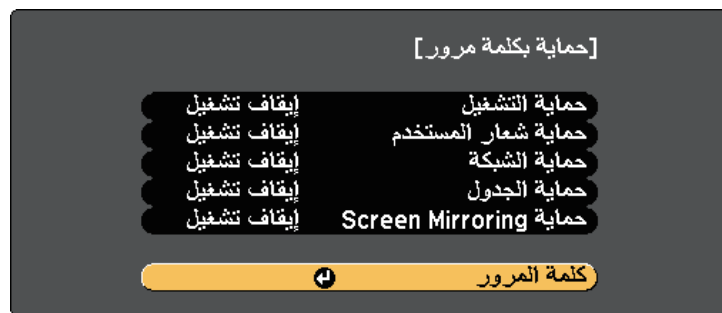 [حماية بكلمة مرور]
حماية التشغيل إيقاف تشغيل
حماية شعار المستخدم إيقاف تشغيل
حماية الشبكة إيقاف تشغيل
حماية الجدول إيقاف تشغيل
حماية Screen Mirroring إيقاف تشغيل
كلمة المرور